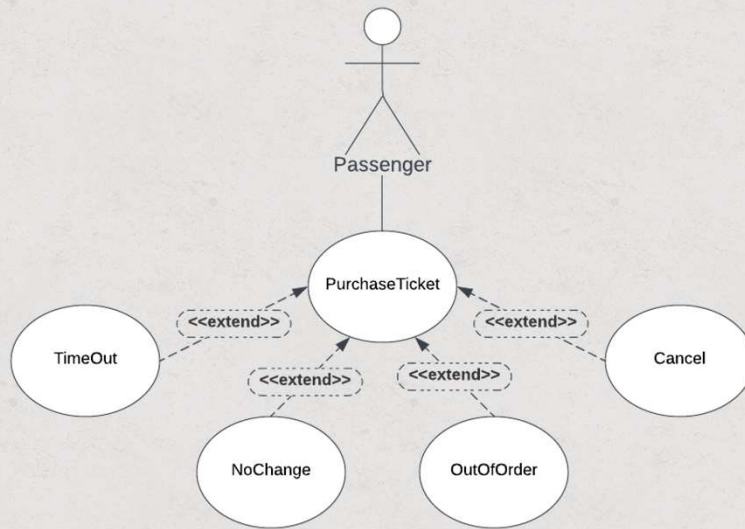 Passenger
PurchaseTicket
<<extend>>
<<extend>>
TimeOut
Cancel
<<extend>>
<<extend>>
NoChange
OutOfOrder